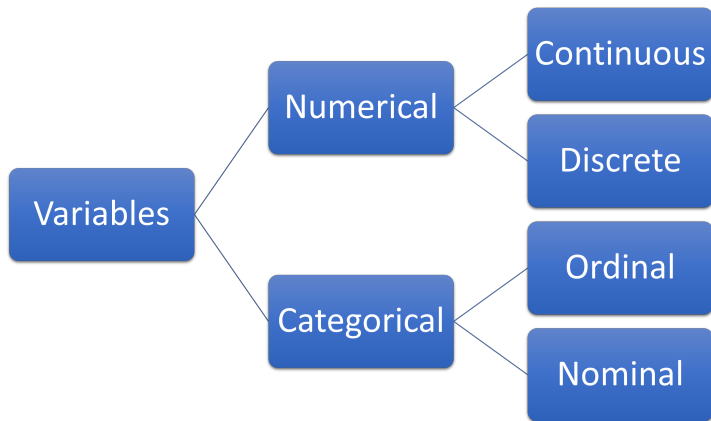 Variables
Numerical
Continuous
Discrete
Categorical
Ordinal
Nominal